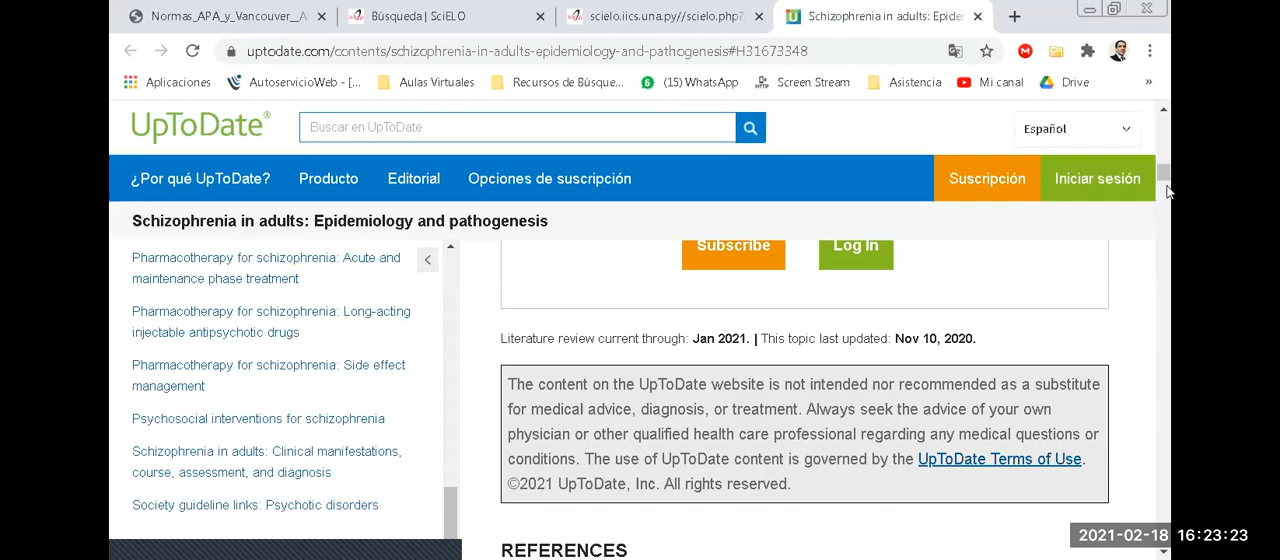 Normas_APA_y_Vancouver_
Búsqueda | SciELO
scielo.iics.una.py//scielo.php?
Schizophrenia in adults: Epide
uptodate.com/contents/schizophrenia-in-adults-epidemiology-and-pathogenesis#H31673348
Aplicaciones
AutoservicioWeb - [...
Aulas Virtuales
Recursos de Búsque...
(15) WhatsApp
Screen Stream
Asistencia
Mi canal
Drive
»
UpToDate®
Buscar en UpToDate
Español
¿Por qué UpToDate?
Producto
Editorial
Opciones de suscripción
Suscripción
Iniciar sesión
Schizophrenia in adults: Epidemiology and pathogenesis
Pharmacotherapy for schizophrenia: Acute and
maintenance phase treatment
Pharmacotherapy for schizophrenia: Long-acting
injectable antipsychotic drugs
Pharmacotherapy for schizophrenia: Side effect
management
Psychosocial interventions for schizophrenia
Schizophrenia in adults: Clinical manifestations,
course, assessment, and diagnosis
Society guideline links: Psychotic disorders
Subscribe
Log In
Literature review current through: Jan 2021. | This topic last updated: Nov 10, 2020.
The content on the UpToDate website is not intended nor recommended as a substitute
for medical advice, diagnosis, or treatment. Always seek the advice of your own
physician or other qualified health care professional regarding any medical questions or
conditions. The use of UpToDate content is governed by the UpToDate Terms of Use.
©2021 UpToDate, Inc. All rights reserved.
REFERENCES
2021-02-18 16:23:23